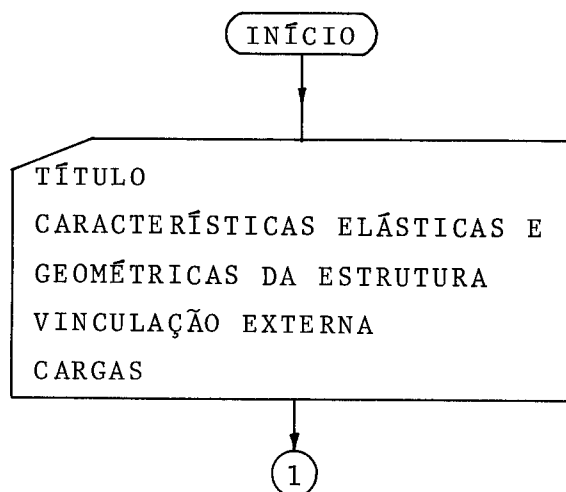 INÍCIO
TÍTULO
CARACTERÍSTICAS ELÁSTICAS E
GEOMÉTRICAS DA ESTRUTURA
VINCULAÇÃO EXTERNA
CARGAS
1